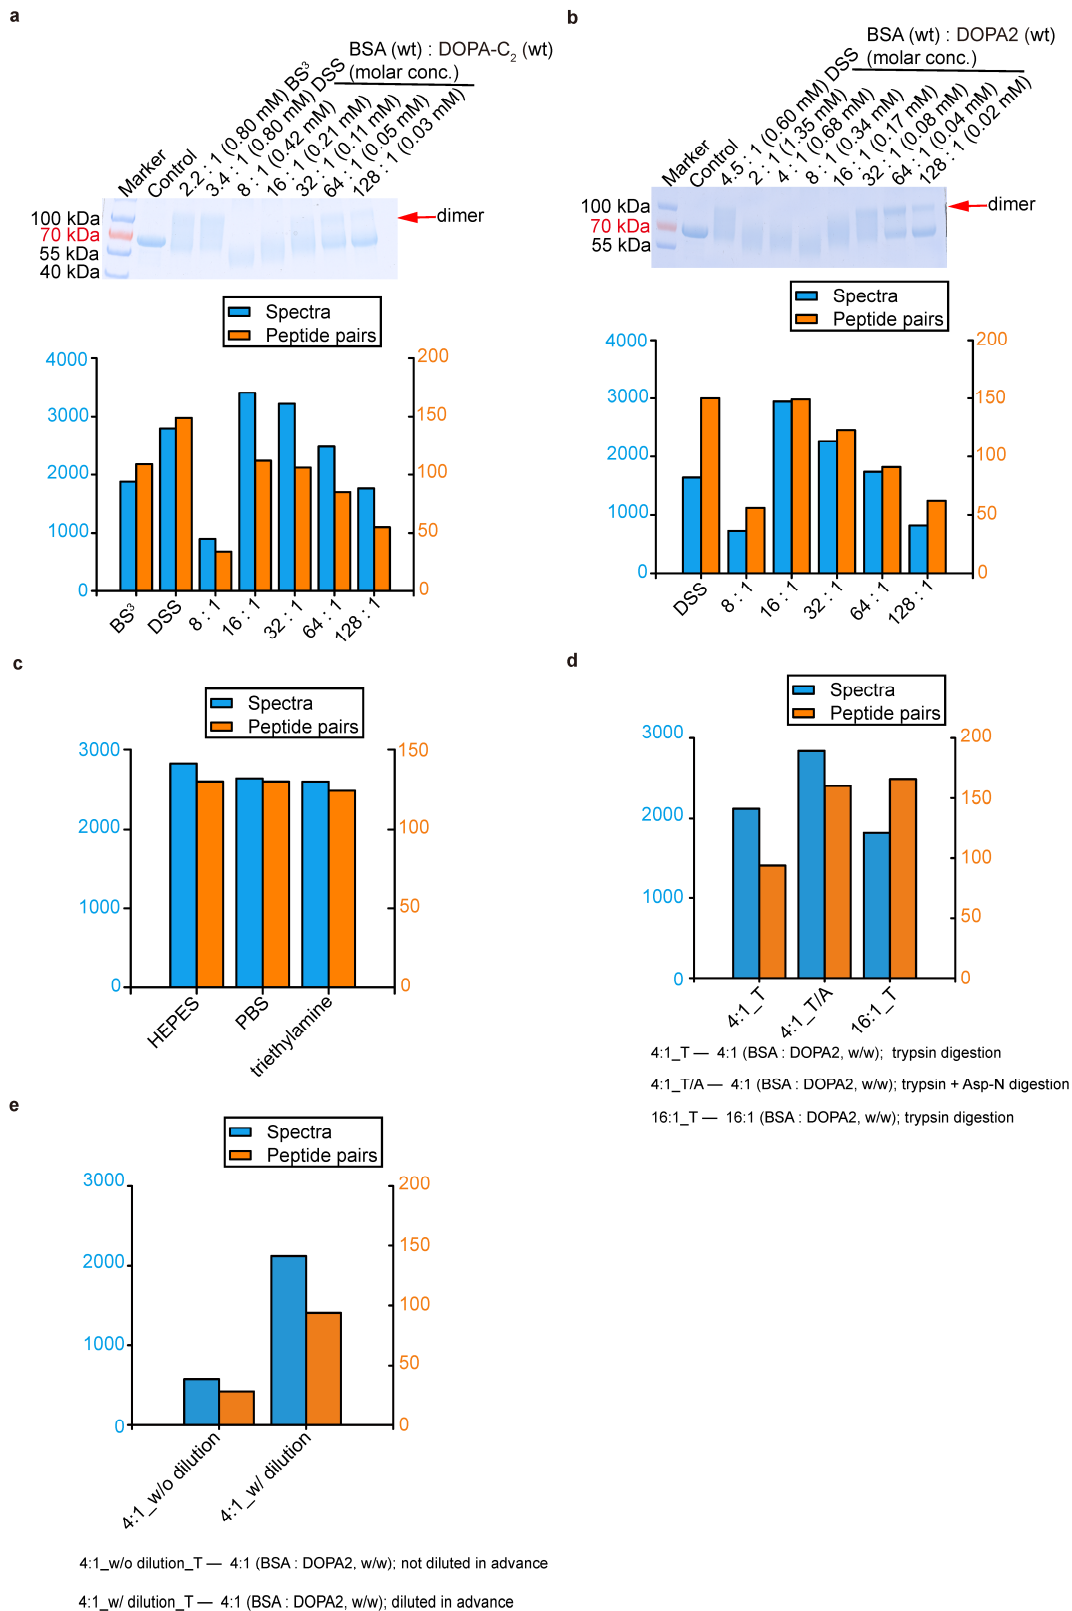 a
BSA (wt) : DOPA-C2 (wt)
(molar conc.)
Marker
Control
2.2 : 1 (0.80 mM) BS³
3.4 : 1 (0.80 mM) DSS
8 : 1 (0.42 mM)
16 : 1 (0.21 mM)
32 : 1 (0.11 mM)
64 : 1 (0.05 mM)
128 : 1 (0.03 mM)
100 kDa
70 kDa
55 kDa
40 kDa
dimer
Spectra
Peptide pairs
4000
3000
2000
1000
0
200
150
100
50
0
BS³
DSS
8 : 1
16 : 1
32 : 1
64 : 1
128 : 1
b
BSA (wt) : DOPA2 (wt)
(molar conc.)
Marker
Control
4.5 : 1 (0.60 mM) DSS
2 : 1 (1.35 mM)
4 : 1 (0.68 mM)
8 : 1 (0.34 mM)
16 : 1 (0.17 mM)
32 : 1 (0.08 mM)
64 : 1 (0.04 mM)
128 : 1 (0.02 mM)
100 kDa
70 kDa
55 kDa
dimer
Spectra
Peptide pairs
4000
3000
2000
1000
0
200
150
100
50
0
DSS
8 : 1
16 : 1
32 : 1
64 : 1
128 : 1
c
Spectra
Peptide pairs
3000
2000
1000
0
150
100
50
0
HEPES
PBS
triethylamine
d
Spectra
Peptide pairs
3000
2000
1000
0
200
150
100
50
0
4:1_T
4:1_T/A
16:1_T
4:1_T — 4:1 (BSA : DOPA2, w/w); trypsin digestion
4:1_T/A — 4:1 (BSA : DOPA2, w/w); trypsin + Asp-N digestion
16:1_T — 16:1 (BSA : DOPA2, w/w); trypsin digestion
e
Spectra
Peptide pairs
3000
2000
1000
0
200
150
100
50
0
4:1_w/o dilution
4:1_w/ dilution
4:1_w/o dilution_T — 4:1 (BSA : DOPA2, w/w); not diluted in advance
4:1_w/ dilution_T — 4:1 (BSA : DOPA2, w/w); diluted in advance